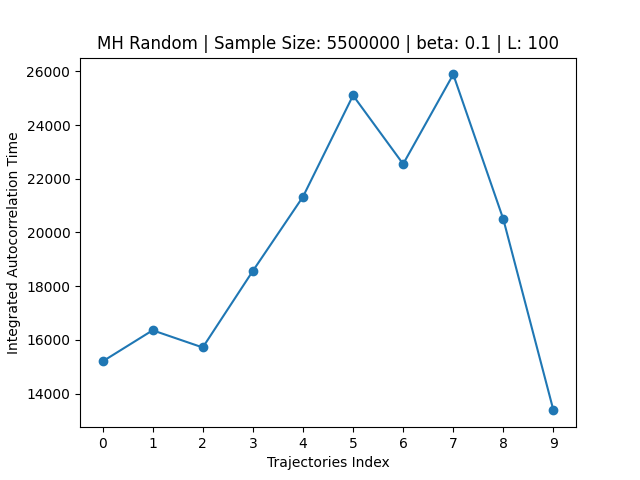 MH Random | Sample Size: 5500000 | beta: 0.1 | L: 100
Integrated Autocorrelation Time
26000
24000
22000
20000
18000
16000
14000
0 1 2 3 4 5 6 7 8 9
Trajectories Index